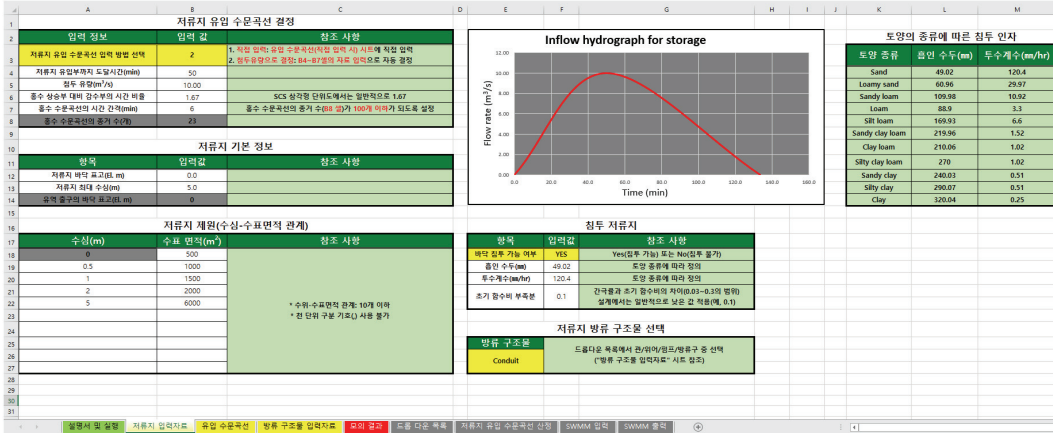 A B C D E F G H I J K L M
저류지 유입 수문곡선 결정
입력 정보 입력 값 참조 사항
저류지 유입 수문곡선 입력 방법 선택 2
1. 직접 입력: 유입 수문곡선(직접 입력 시) 시트에 직접 입력
2. 첨두유량으로 결정: B4~B7셀의 자료 입력으로 자동 결정
저류지 유입부까지 도달시간(min) 50
첨두 유량(m³/s) 10.00
홍수 상승부 대비 감수부의 시간 비율 1.67 SCS 삼각형 단위도에서는 일반적으로 1.67
홍수 수문곡선의 시간 간격(min) 6 홍수 수문곡선의 종거 수(B8 셀)가 100개 이하가 되도록 설정
홍수 수문곡선의 종거 수(개) 23
저류지 기본 정보
항목 입력값 참조 사항
저류지 바닥 표고(El. m) 0.0
저류지 최대 수심(m) 5.0
유역 출구의 바닥 표고(El. m) 0
저류지 제원(수심-수표면적 관계)
수심(m) 수표 면적(m²) 참조 사항
0 500
0.5 1000
1 1500
2 2000
5 6000
* 수위-수표면적 관계: 10개 이하
* 천 단위 구분 기호(,) 사용 불가
Inflow hydrograph for storage
Flow rate (m³/s)
12.00
10.00
8.00
6.00
4.00
2.00
0.00
0.0 20.0 40.0 60.0 80.0 100.0 120.0 140.0 160.0
Time (min)
침투 저류지
항목 입력값 참조 사항
바닥 침투 가능 여부 YES Yes(침투 가능) 또는 No(침투 불가)
흡인 수두(㎜) 49.02 토양 종류에 따라 정의
투수계수(㎜/hr) 120.4 토양 종류에 따라 정의
초기 함수비 부족분 0.1
간극률과 초기 함수비의 차이(0.03~0.3의 범위)
설계에서는 일반적으로 낮은 값 적용(예, 0.1)
저류지 방류 구조물 선택
방류 구조물
Conduit
드롭다운 목록에서 관/위어/펌프/방류구 중 선택
("방류 구조물 입력자료" 시트 참조)
토양의 종류에 따른 침투 인자
토양 종류 흡인 수두(㎜) 투수계수(㎜/hr)
Sand 49.02 120.4
Loamy sand 60.96 29.97
Sandy loam 109.98 10.92
Loam 88.9 3.3
Silt loam 169.93 6.6
Sandy clay loam 219.96 1.52
Clay loam 210.06 1.02
Silty clay loam 270 1.02
Sandy clay 240.03 0.51
Silty clay 290.07 0.51
Clay 320.04 0.25
1
2
3
4
5
6
7
8
9
10
11
12
13
14
15
16
17
18
19
20
21
22
23
24
25
26
27
28
29
30
31
설명서 및 실행 저류지 입력자료 유입 수문곡선 방류 구조물 입력자료 모의 결과 드롭 다운 목록 저류지 유입 수문곡선 산정 SWMM 입력 SWMM 출력